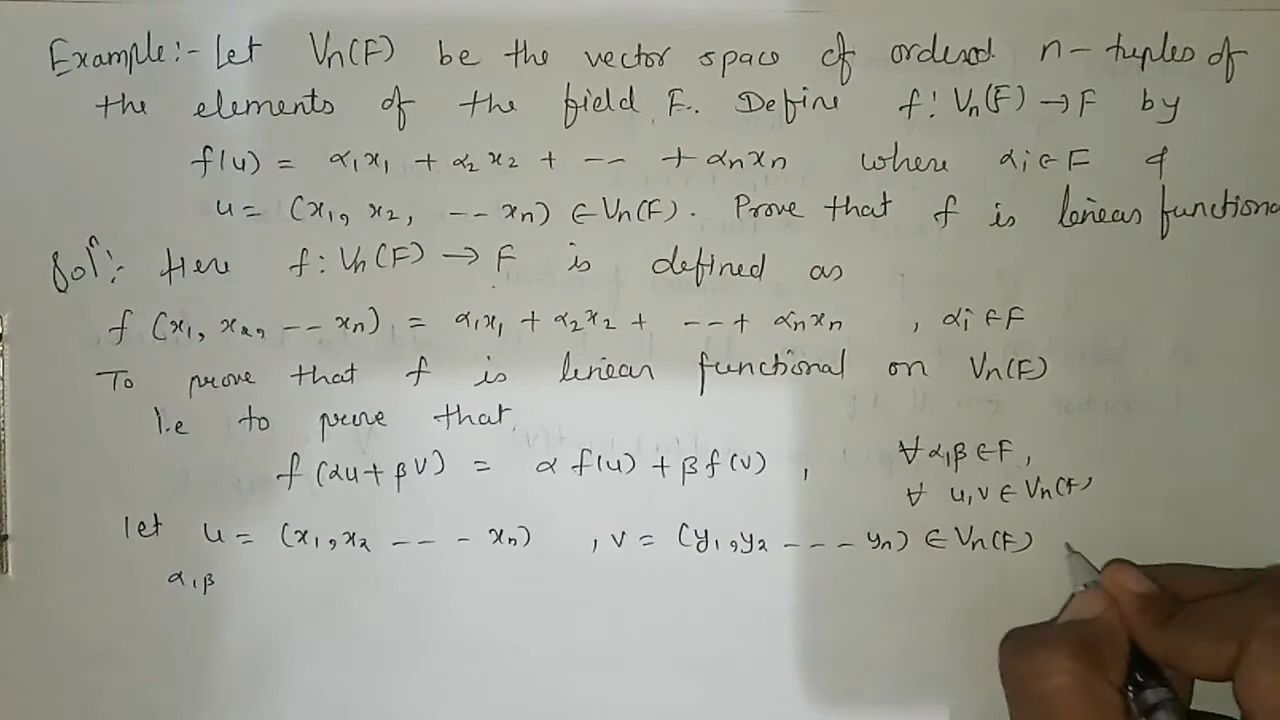 Example:- Let Vn(F) be the vector space of ordered n-tuples of
the elements of the field F. Define f: Vn(F) → F by
f(u) = α₁x₁ + α₂x₂ + -- + αnxn where αi ∈ F &
u = (x₁, x₂, -- xn) ∈ Vn(F). Prove that f is linear functiona
Solⁿ:- Here f: Vn(F) → F is defined as
f (x₁, x₂, -- xn) = α₁x₁ + α₂x₂ + --+ αnxn , αi ∈ F
To prove that f is linear functional on Vn(F)
I.e to prove that,
f(αu + βv) = α f(u) + β f(v) , ∀ α,β ∈ F,
∀ u,v ∈ Vn(F)
let u = (x₁, x₂ --- xn) , v = (y₁, y₂ --- yn) ∈ Vn(F)
α,β